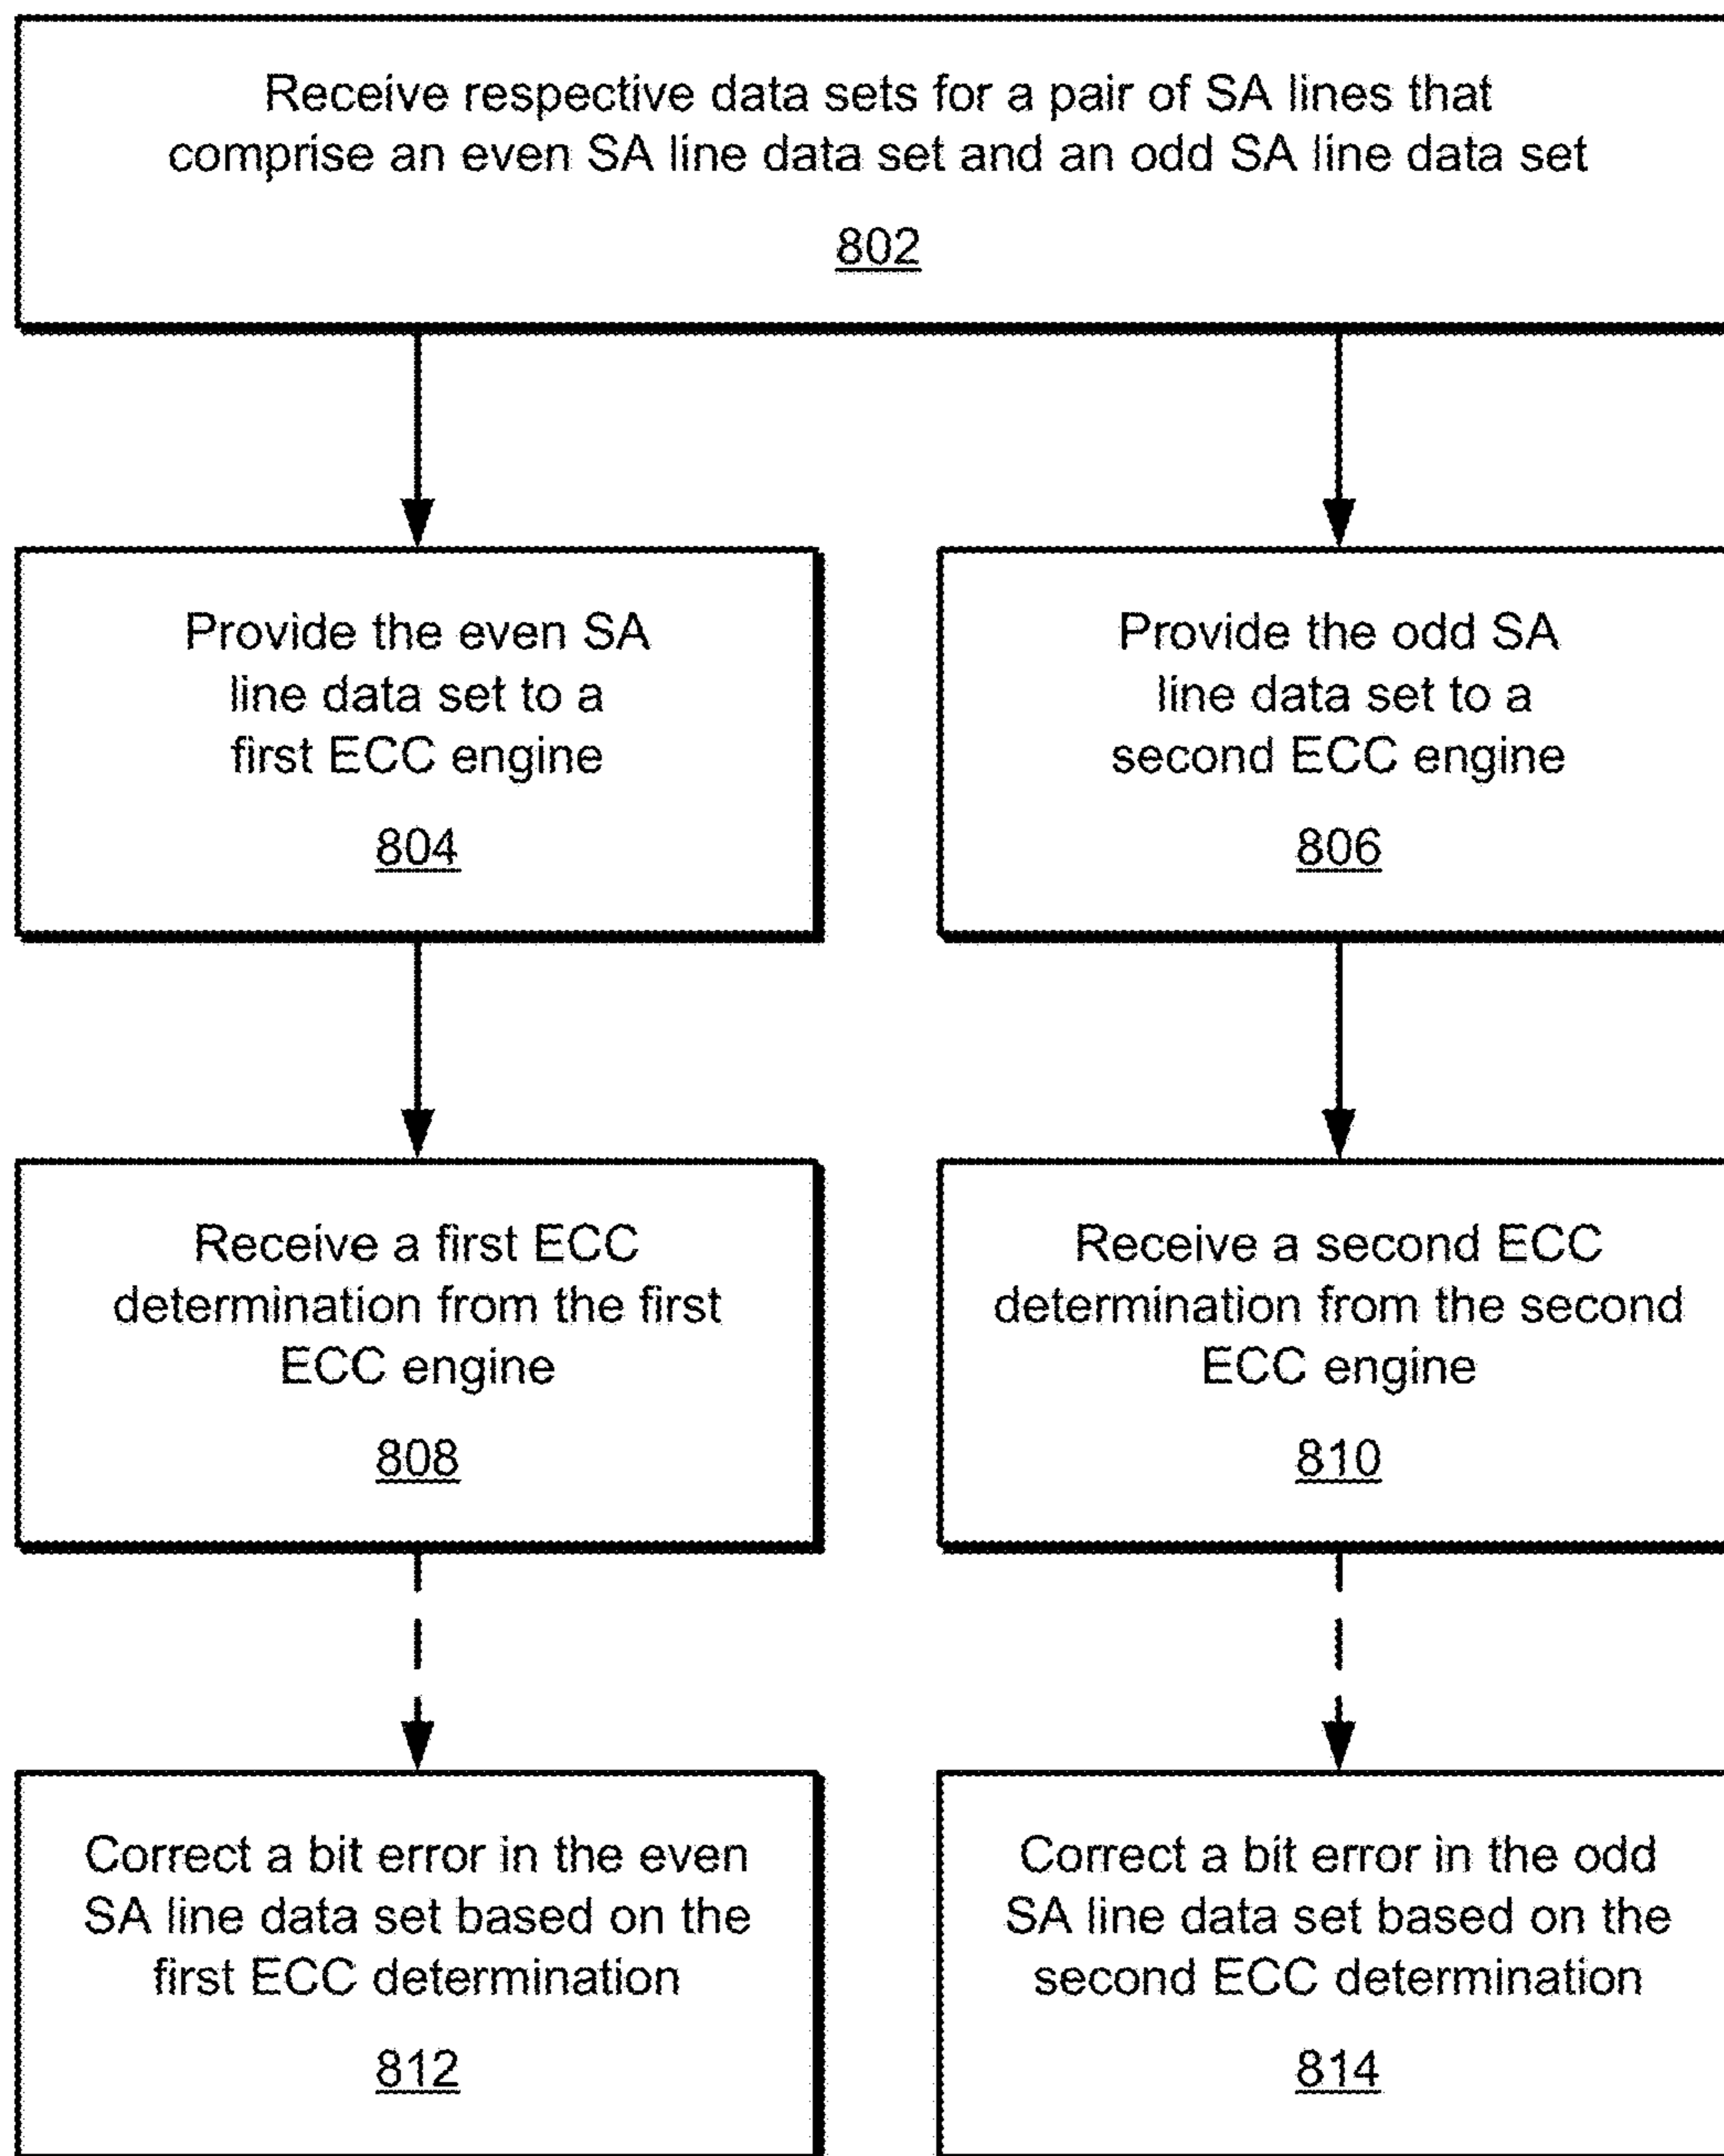 Receive respective data sets for a pair of SA lines that
comprise an even SA line data set and an odd SA line data set
802
Provide the even SA
line data set to a
first ECC engine
804
Provide the odd SA
line data set to a
second ECC engine
806
Receive a first ECC
determination from the first
ECC engine
808
Receive a second ECC
determination from the second
ECC engine
810
Correct a bit error in the even
SA line data set based on the
first ECC determination
812
Correct a bit error in the odd
SA line data set based on the
second ECC determination
814